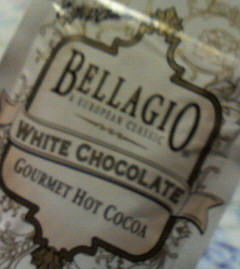 BELLAGIO
A EUROPEAN CLASSIC
WHITE CHOCOLATE
GOURMET HOT COCOA